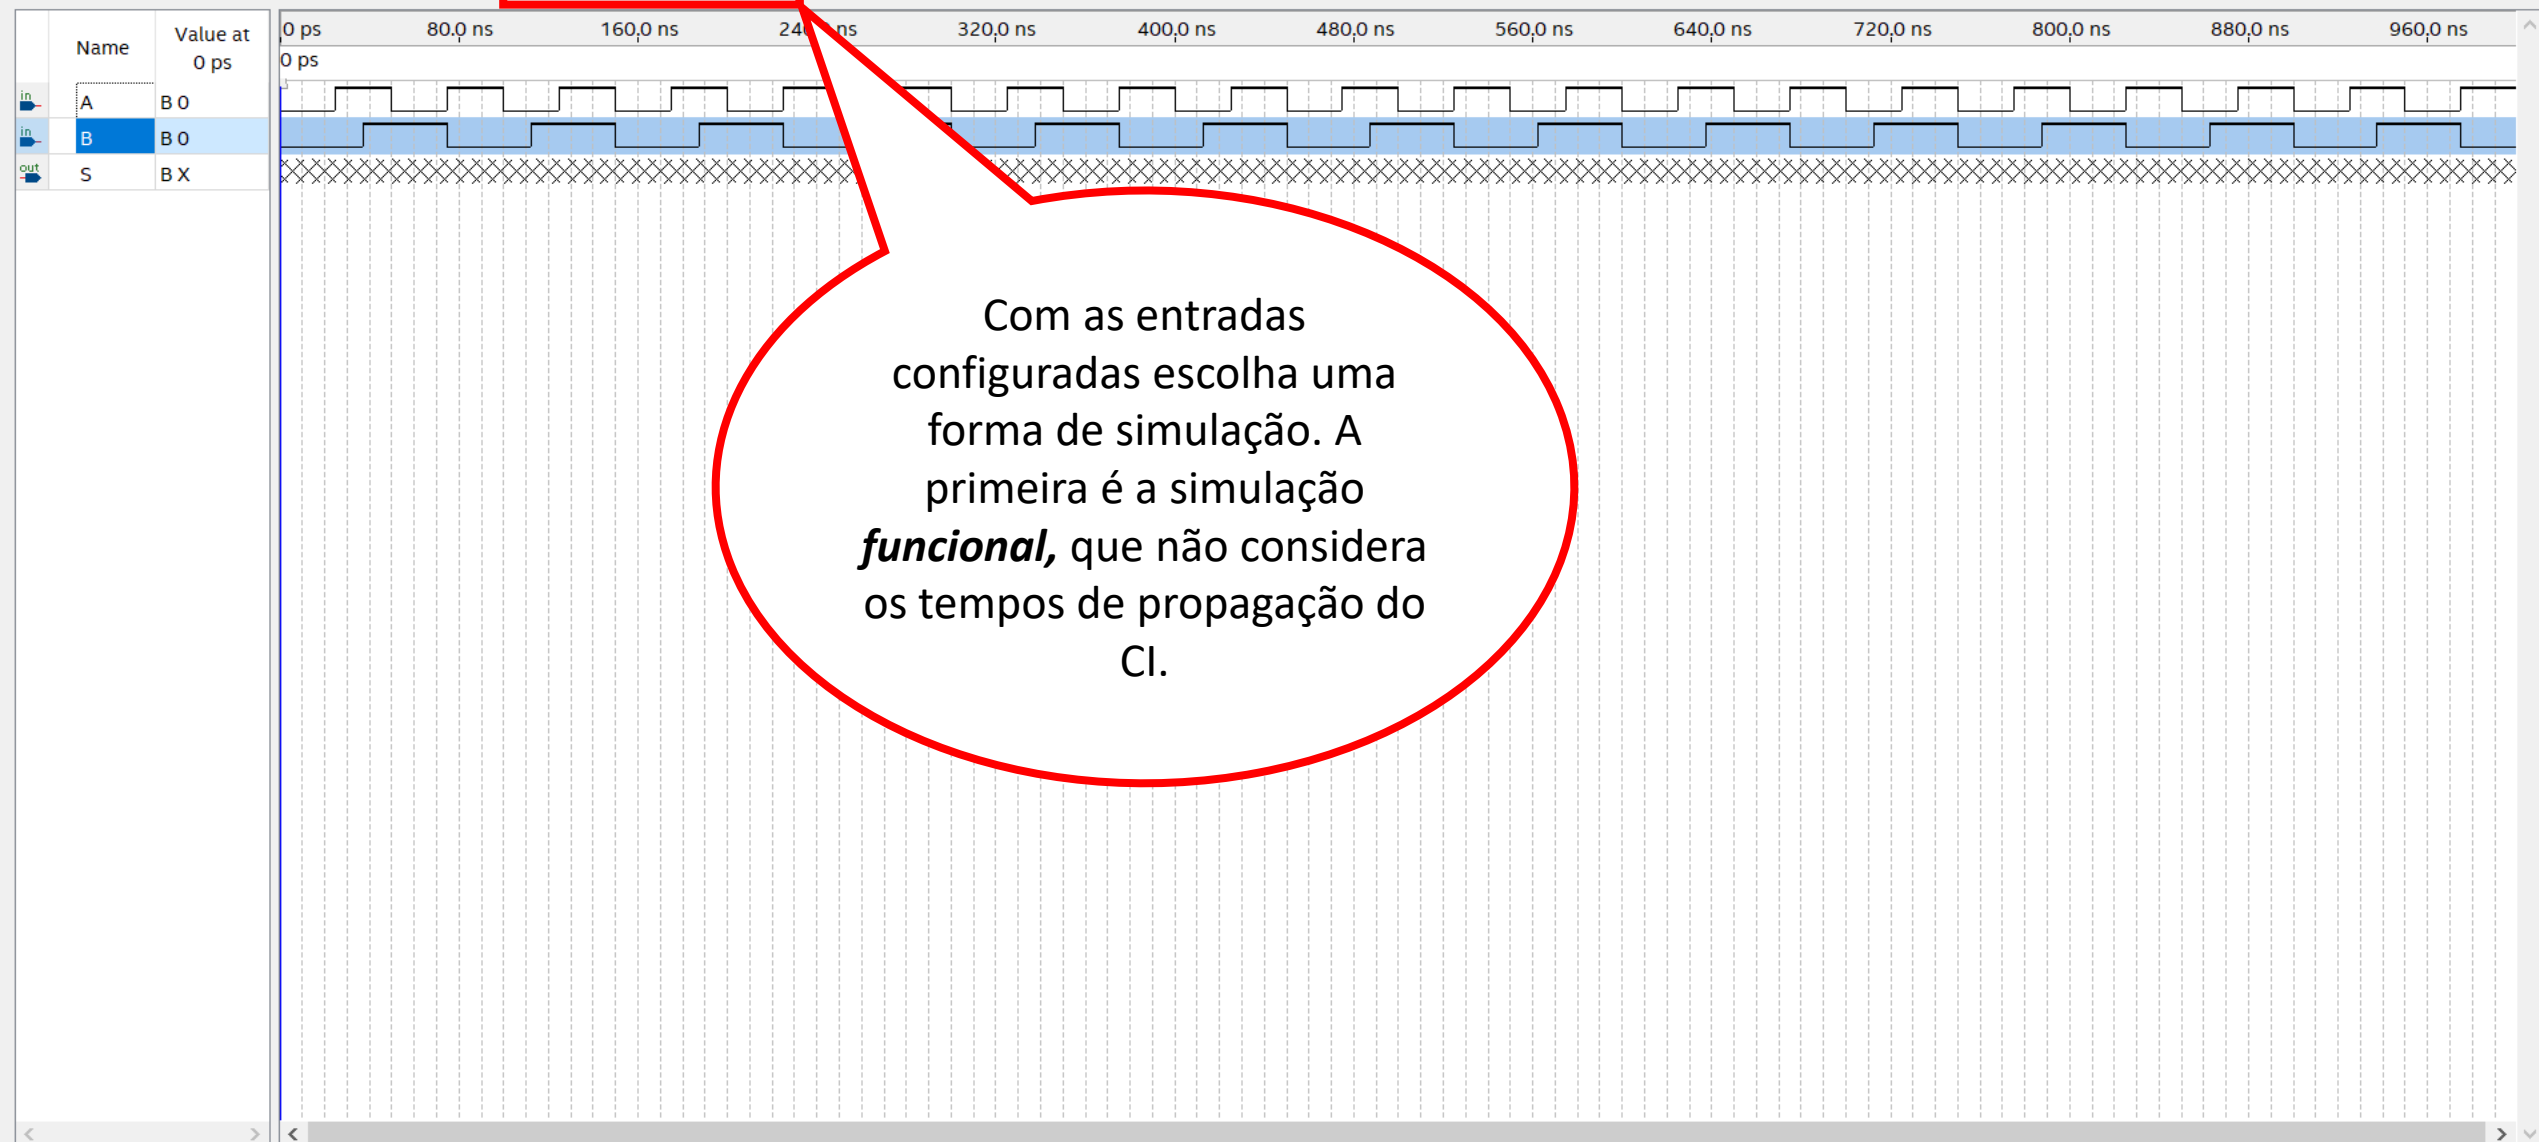 Name
Value at
0 ps
0 ps 80.0 ns 160.0 ns 240.0 ns 320.0 ns 400.0 ns 480.0 ns 560.0 ns 640.0 ns 720.0 ns 800.0 ns 880.0 ns 960.0 ns
0 ps
in A B 0
in B B 0
out S B X
Com as entradas
configuradas escolha uma
forma de simulação. A
primeira é a simulação
funcional, que não considera
os tempos de propagação do
CI.